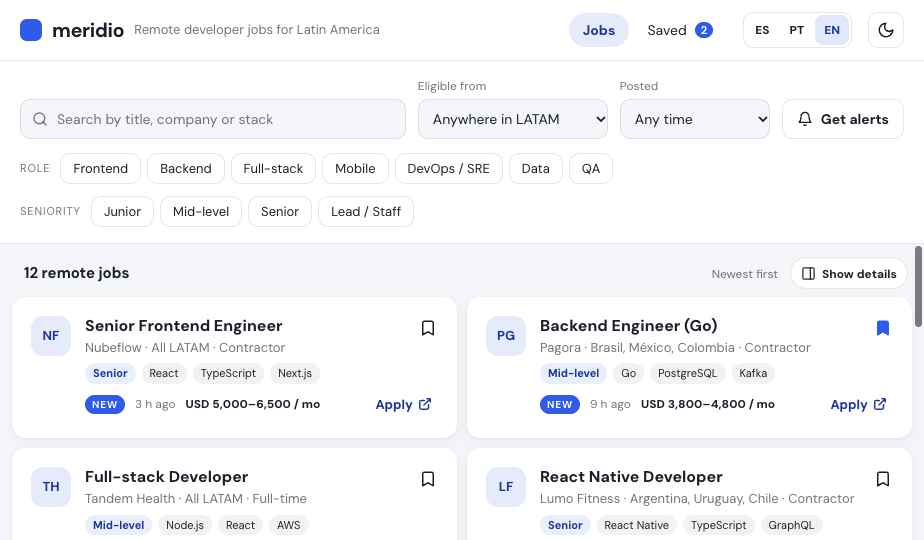 meridio Remote developer jobs for Latin America Jobs Saved 2 ES PT EN
Eligible from Posted
Search by title, company or stack Anywhere in LATAM Any time Get alerts
ROLE Frontend Backend Full-stack Mobile DevOps / SRE Data QA
SENIORITY Junior Mid-level Senior Lead / Staff
12 remote jobs Newest first Show details
NF
Senior Frontend Engineer
Nubeflow · All LATAM · Contractor
Senior React TypeScript Next.js
NEW 3 h ago USD 5,000–6,500 / mo Apply
PG
Backend Engineer (Go)
Pagora · Brasil, México, Colombia · Contractor
Mid-level Go PostgreSQL Kafka
NEW 9 h ago USD 3,800–4,800 / mo Apply
TH
Full-stack Developer
Tandem Health · All LATAM · Full-time
Mid-level Node.js React AWS
LF
React Native Developer
Lumo Fitness · Argentina, Uruguay, Chile · Contractor
Senior React Native TypeScript GraphQL